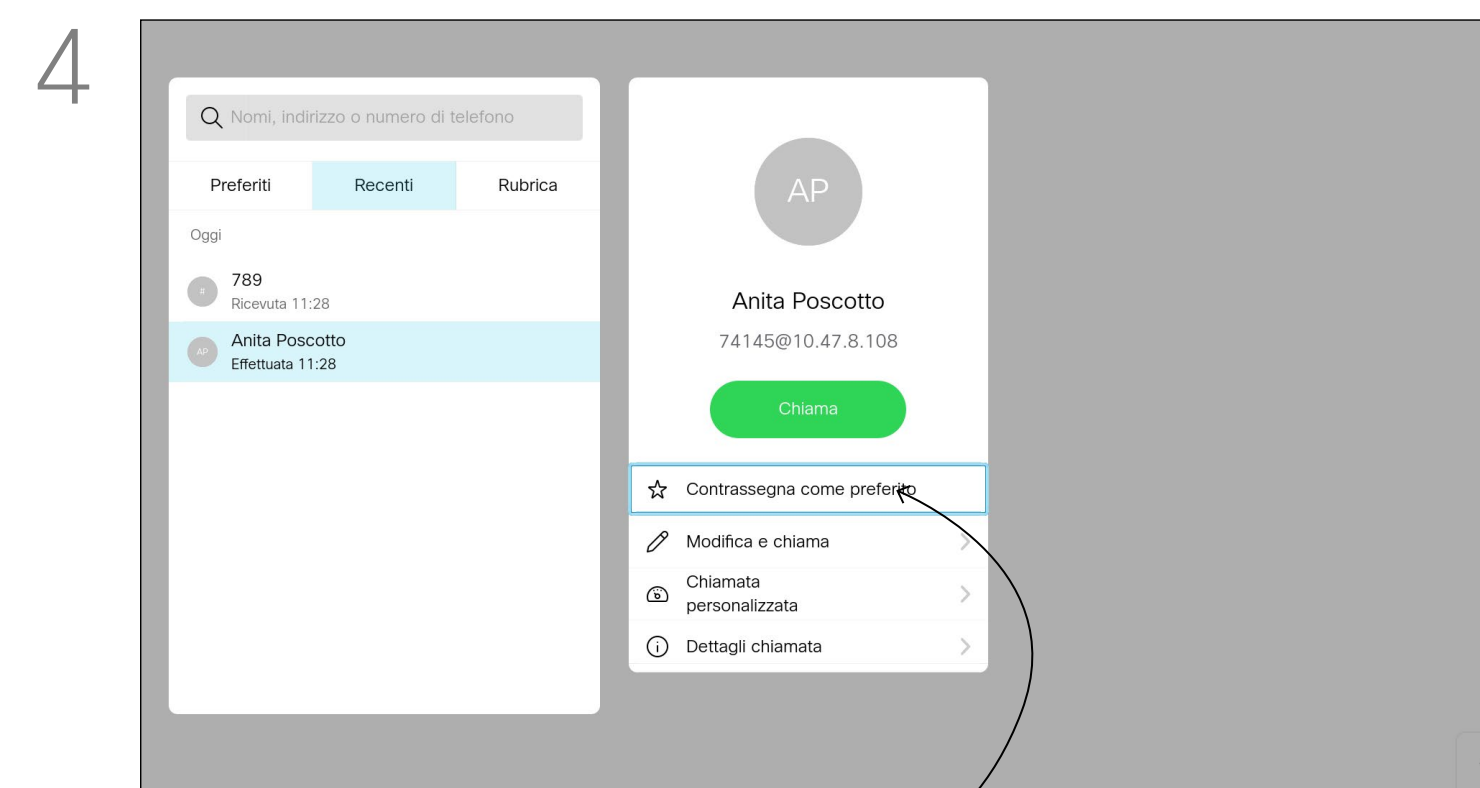 4
Nomi, indirizzo o numero di telefono
Preferiti Recenti Rubrica
Oggi
#
789
Ricevuta 11:28
AP
Anita Poscotto
Effettuata 11:28
AP
Anita Poscotto
74145@10.47.8.108
Chiama
Contrassegna come preferito
Modifica e chiama
Chiamata
personalizzata
Dettagli chiamata